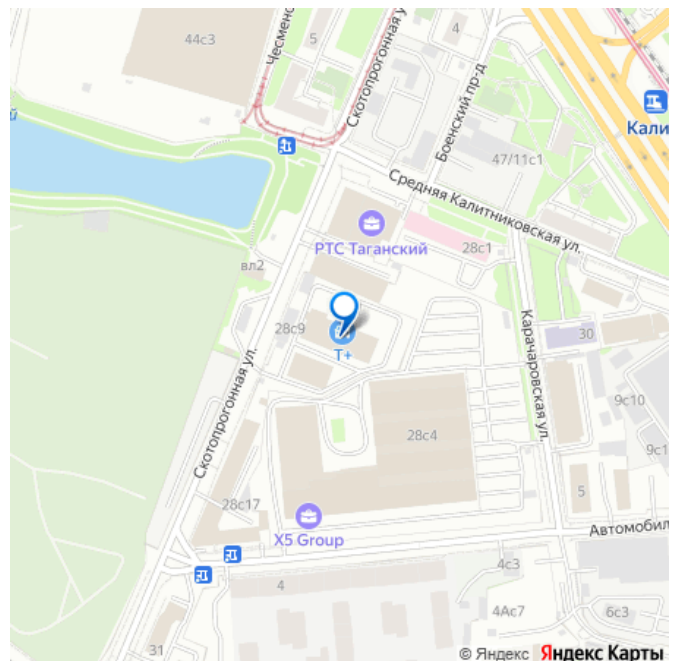 44с3
Чесменс
5
Скотопрогонная у
4
Боенский пр-д
й
Кали
47/11с1
Средняя Калитниковская ул.
РТС Таганский
28с1
вл2
28с9
Т+
Карачаровская ул.
30
Скотопрогонная ул.
9с10
28с4
9с1
28с17
5
X5 Group
Автомобил
4с3
4
4Ас7
6с3
31
© Яндекс Яндекс Карты